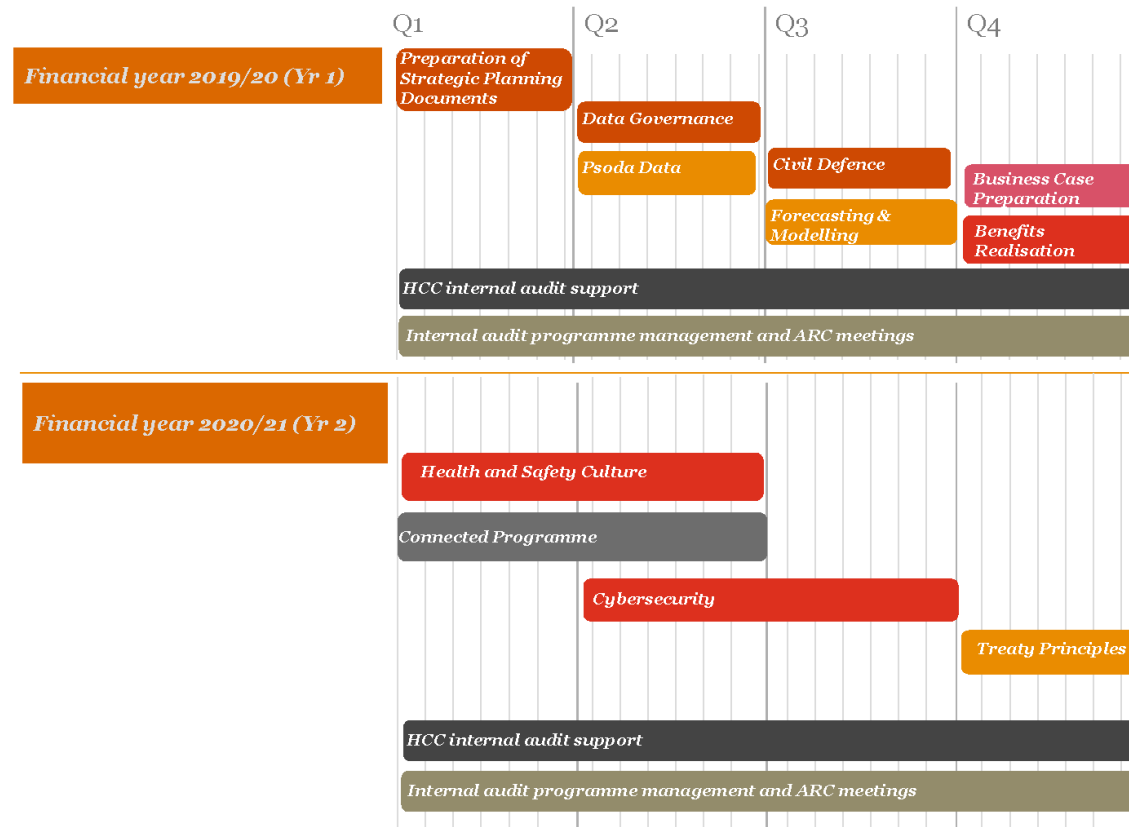 Q1
Q2
Q3
Q4
Financial year 2019/20 (Yr 1)
Preparation of
Strategic Planning
Documents
Data Governance
Psoda Data
Civil Defence
Forecasting &
Modelling
Business Case
Preparation
Benefits
Realisation
HCC internal audit support
Internal audit programme management and ARC meetings
Financial year 2020/21 (Yr 2)
Health and Safety Culture
Connected Programme
Cybersecurity
Treaty Principles
HCC internal audit support
Internal audit programme management and ARC meetings